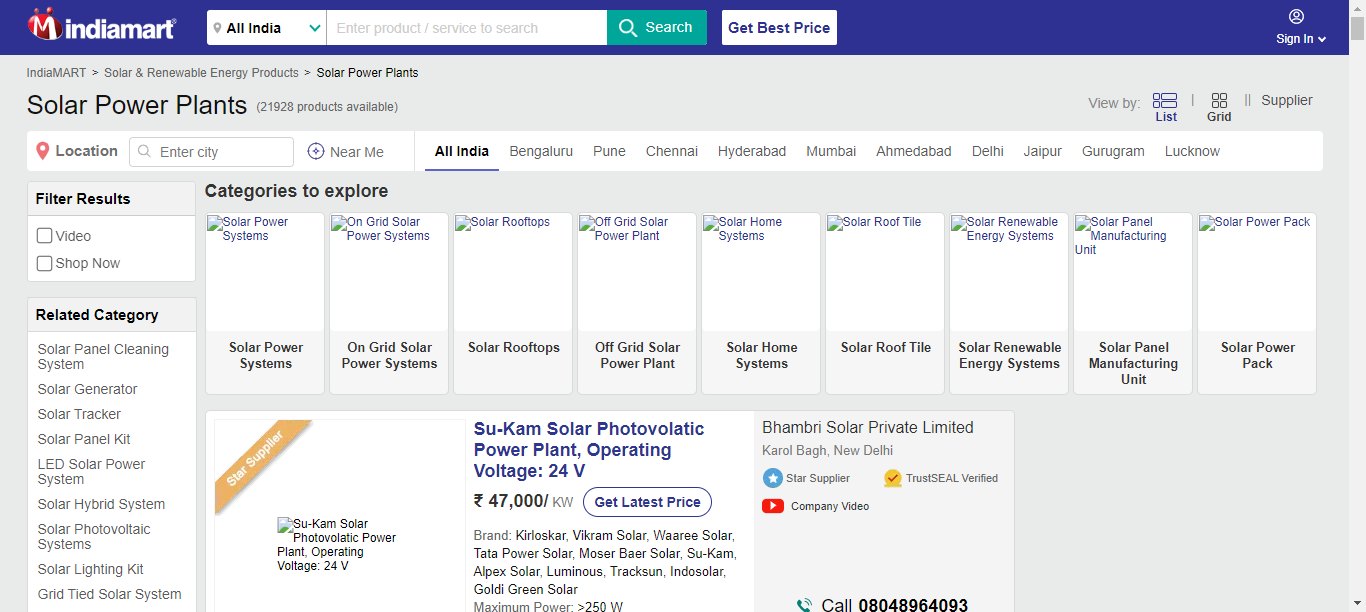 indiamart
All India
Enter product / service to search
Search
Get Best Price
Sign In
IndiaMART > Solar & Renewable Energy Products > Solar Power Plants
Solar Power Plants (21928 products available)
View by:
List
Grid
Supplier
Location
Enter city
Near Me
All India Bengaluru Pune Chennai Hyderabad Mumbai Ahmedabad Delhi Jaipur Gurugram Lucknow
Filter Results
Video
Shop Now
Related Category
Solar Panel Cleaning
System
Solar Generator
Solar Tracker
Solar Panel Kit
LED Solar Power
System
Solar Hybrid System
Solar Photovoltaic
Systems
Solar Lighting Kit
Grid Tied Solar System
Categories to explore
Solar Power
Systems
Solar Power
Systems
On Grid Solar
Power Systems
On Grid Solar
Power Systems
Solar Rooftops
Solar Rooftops
Off Grid Solar
Power Plant
Off Grid Solar
Power Plant
Solar Home
Systems
Solar Home
Systems
Solar Roof Tile
Solar Roof Tile
Solar Renewable
Energy Systems
Solar Renewable
Energy Systems
Solar Panel
Manufacturing
Unit
Solar Panel
Manufacturing
Unit
Solar Power Pack
Solar Power
Pack
Star Supplier
Su-Kam Solar
Photovolatic Power
Plant, Operating
Voltage: 24 V
Su-Kam Solar Photovolatic
Power Plant, Operating
Voltage: 24 V
₹ 47,000/ KW
Get Latest Price
Brand: Kirloskar, Vikram Solar, Waaree Solar,
Tata Power Solar, Moser Baer Solar, Su-Kam,
Alpex Solar, Luminous, Tracksun, Indosolar,
Goldi Green Solar
Maximum Power: >250 W
Bhambri Solar Private Limited
Karol Bagh, New Delhi
Star Supplier
TrustSEAL Verified
Company Video
Call 08048964093